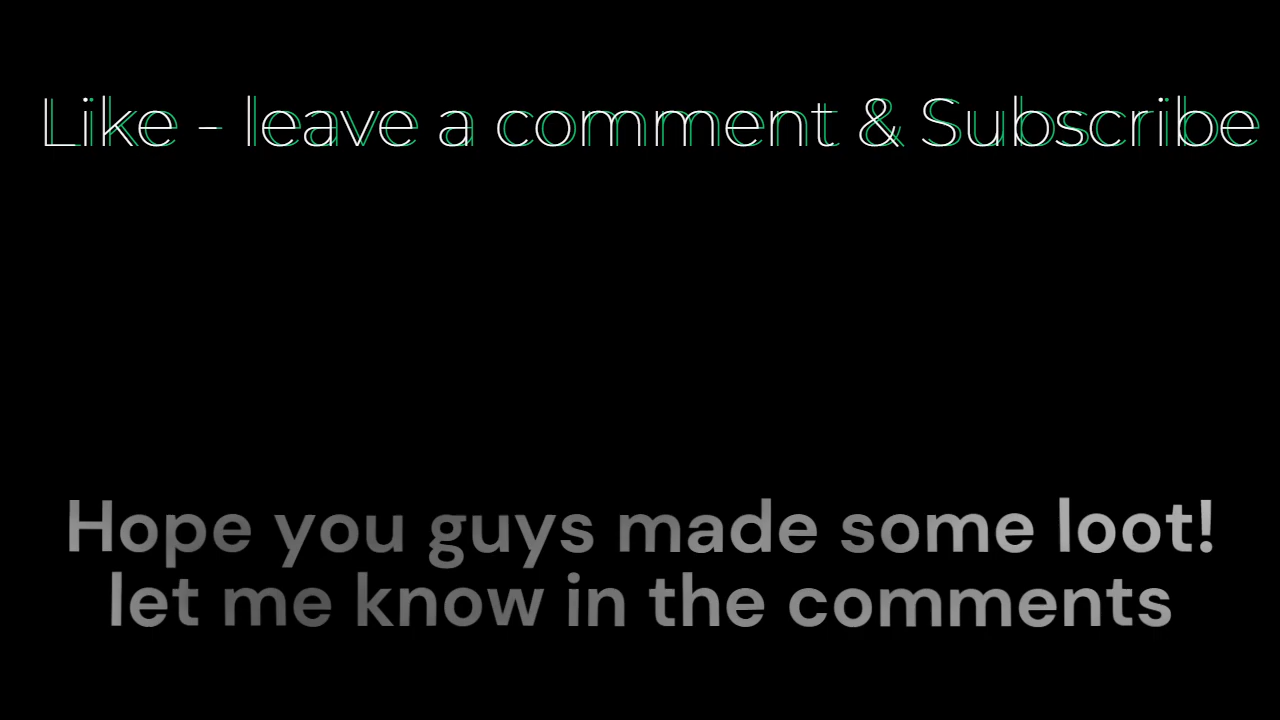 Like - leave a comment & Subscribe
Hope you guys made some loot!
let me know in the comments